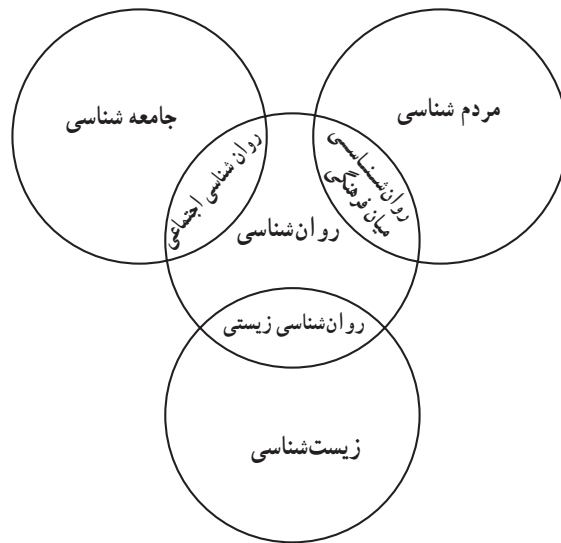 مردم شناسی
جامعه شناسی
روان‌شناسی
میان فرهنگی
روان شناسی اجتماعی
روان‌شناسی
روان‌شناسی زیستی
زیست‌شناسی